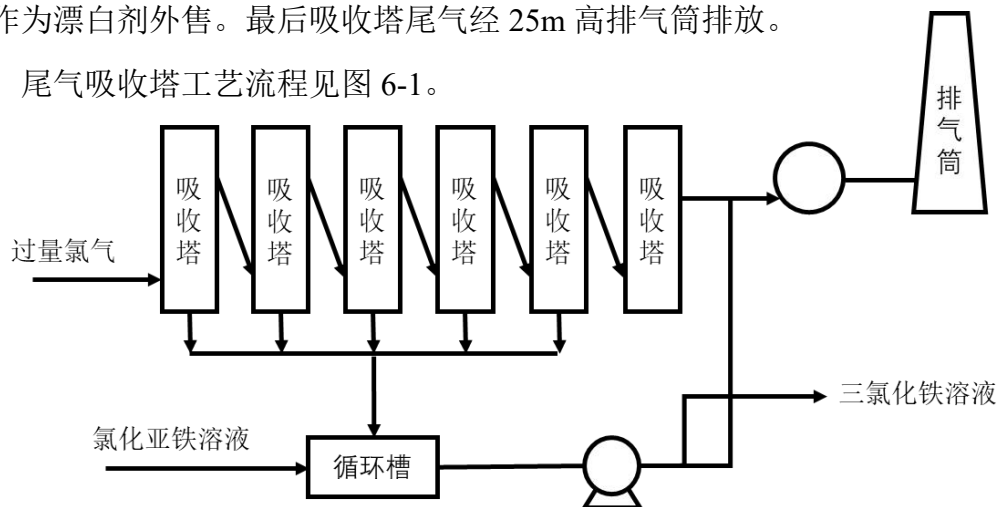 作为漂白剂外售。最后吸收塔尾气经 25m 高排气筒排放。
尾气吸收塔工艺流程见图 6-1。
排气筒
吸收塔
吸收塔
吸收塔
吸收塔
吸收塔
吸收塔
过量氯气
三氯化铁溶液
氯化亚铁溶液
循环槽